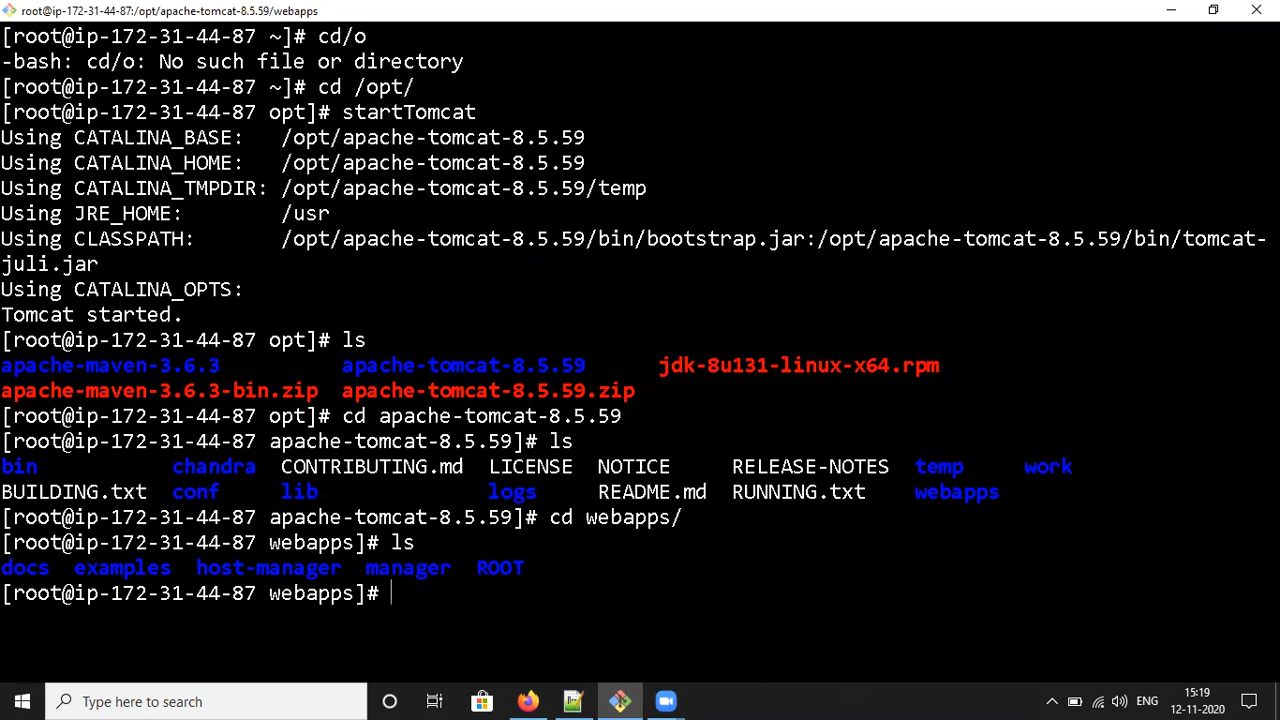 root@ip-172-31-44-87:/opt/apache-tomcat-8.5.59/webapps
[root@ip-172-31-44-87 ~]# cd/o
-bash: cd/o: No such file or directory
[root@ip-172-31-44-87 ~]# cd /opt/
[root@ip-172-31-44-87 opt]# startTomcat
Using CATALINA_BASE:   /opt/apache-tomcat-8.5.59
Using CATALINA_HOME:   /opt/apache-tomcat-8.5.59
Using CATALINA_TMPDIR: /opt/apache-tomcat-8.5.59/temp
Using JRE_HOME:        /usr
Using CLASSPATH:       /opt/apache-tomcat-8.5.59/bin/bootstrap.jar:/opt/apache-tomcat-8.5.59/bin/tomcat-
juli.jar
Using CATALINA_OPTS:
Tomcat started.
[root@ip-172-31-44-87 opt]# ls
apache-maven-3.6.3          apache-tomcat-8.5.59      jdk-8u131-linux-x64.rpm
apache-maven-3.6.3-bin.zip  apache-tomcat-8.5.59.zip
[root@ip-172-31-44-87 opt]# cd apache-tomcat-8.5.59
[root@ip-172-31-44-87 apache-tomcat-8.5.59]# ls
bin           chandra  CONTRIBUTING.md  LICENSE  NOTICE     RELEASE-NOTES  temp     work
BUILDING.txt  conf     lib              logs     README.md  RUNNING.txt    webapps
[root@ip-172-31-44-87 apache-tomcat-8.5.59]# cd webapps/
[root@ip-172-31-44-87 webapps]# ls
docs  examples  host-manager  manager  ROOT
[root@ip-172-31-44-87 webapps]#
Type here to search
ENG
15:19
12-11-2020